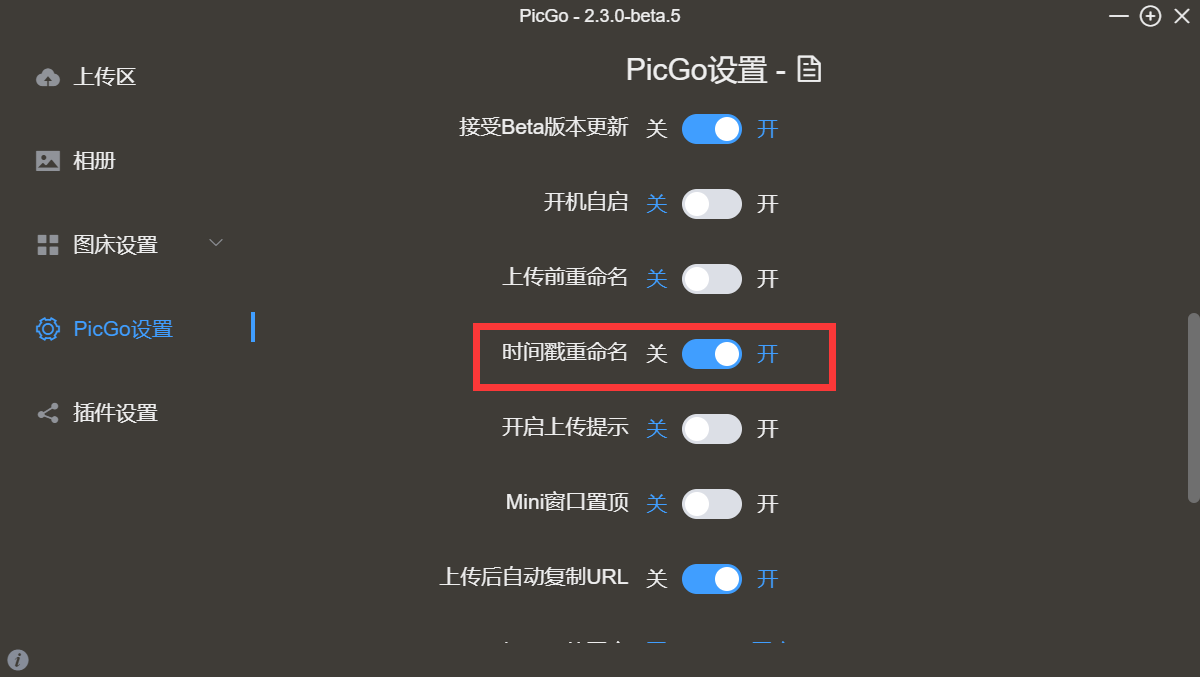 PicGo - 2.3.0-beta.5
上传区
相册
图床设置
PicGo设置
插件设置
PicGo设置 -
接受Beta版本更新 关 开
开机自启 关 开
上传前重命名 关 开
时间戳重命名 关 开
开启上传提示 关 开
Mini窗口置顶 关 开
上传后自动复制URL 关 开